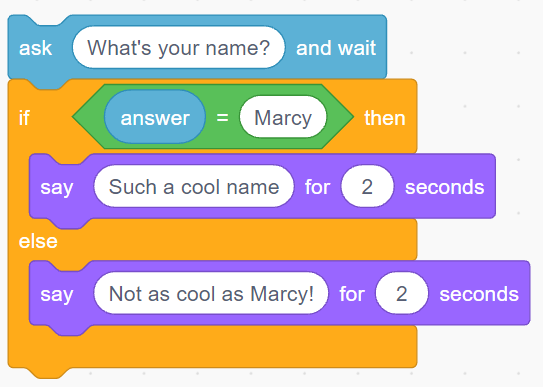 ask What's your name? and wait
if answer = Marcy then
say Such a cool name for 2 seconds
else
say Not as cool as Marcy! for 2 seconds